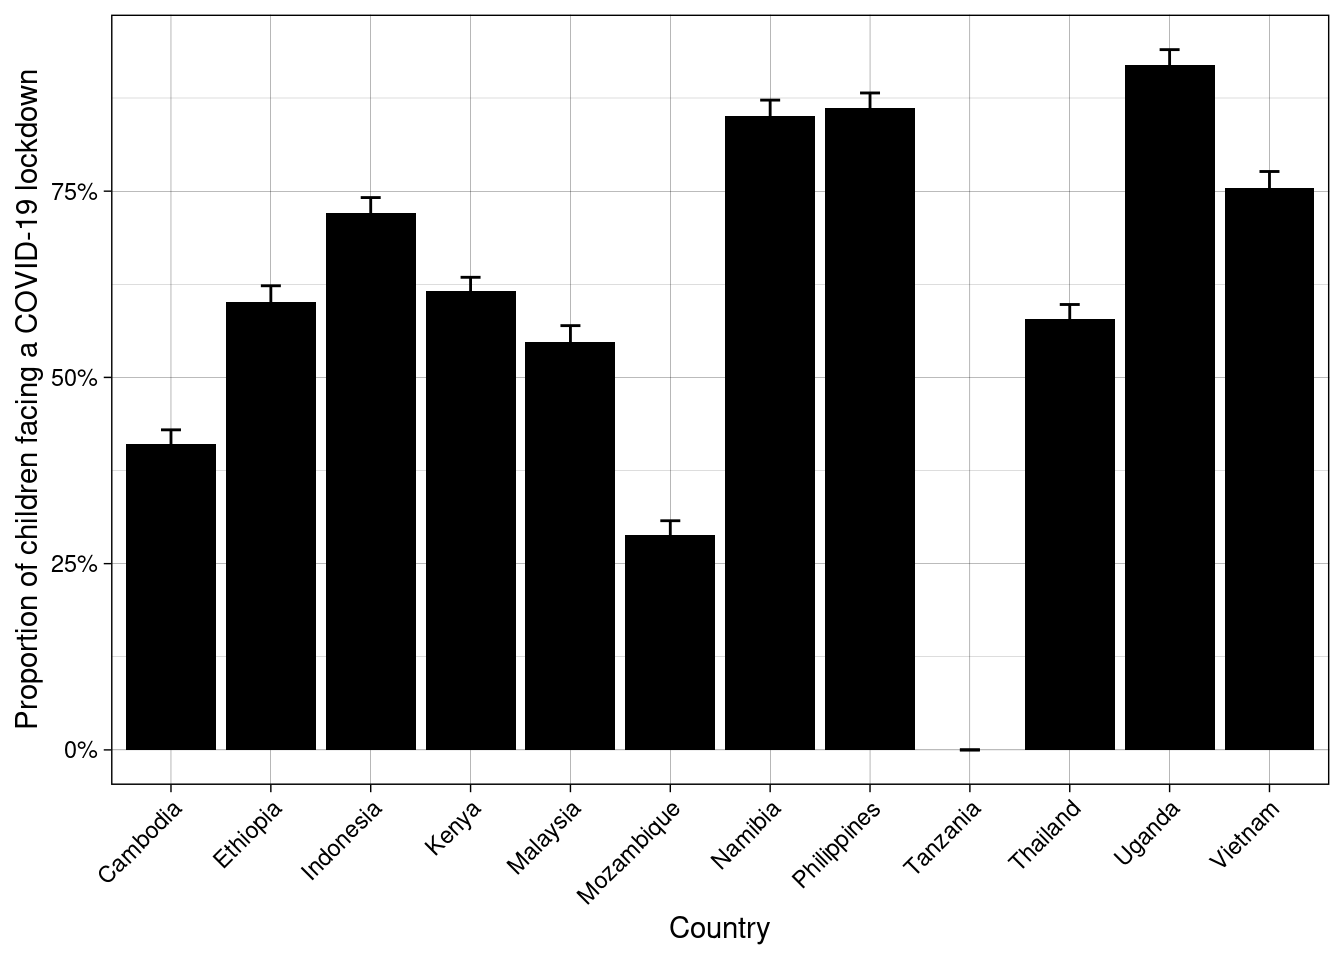 Proportion of children facing a COVID-19 lockdown
75%
50%
25%
0%
Cambodia
Ethiopia
Indonesia
Kenya
Malaysia
Mozambique
Namibia
Philippines
Tanzania
Thailand
Uganda
Vietnam
Country